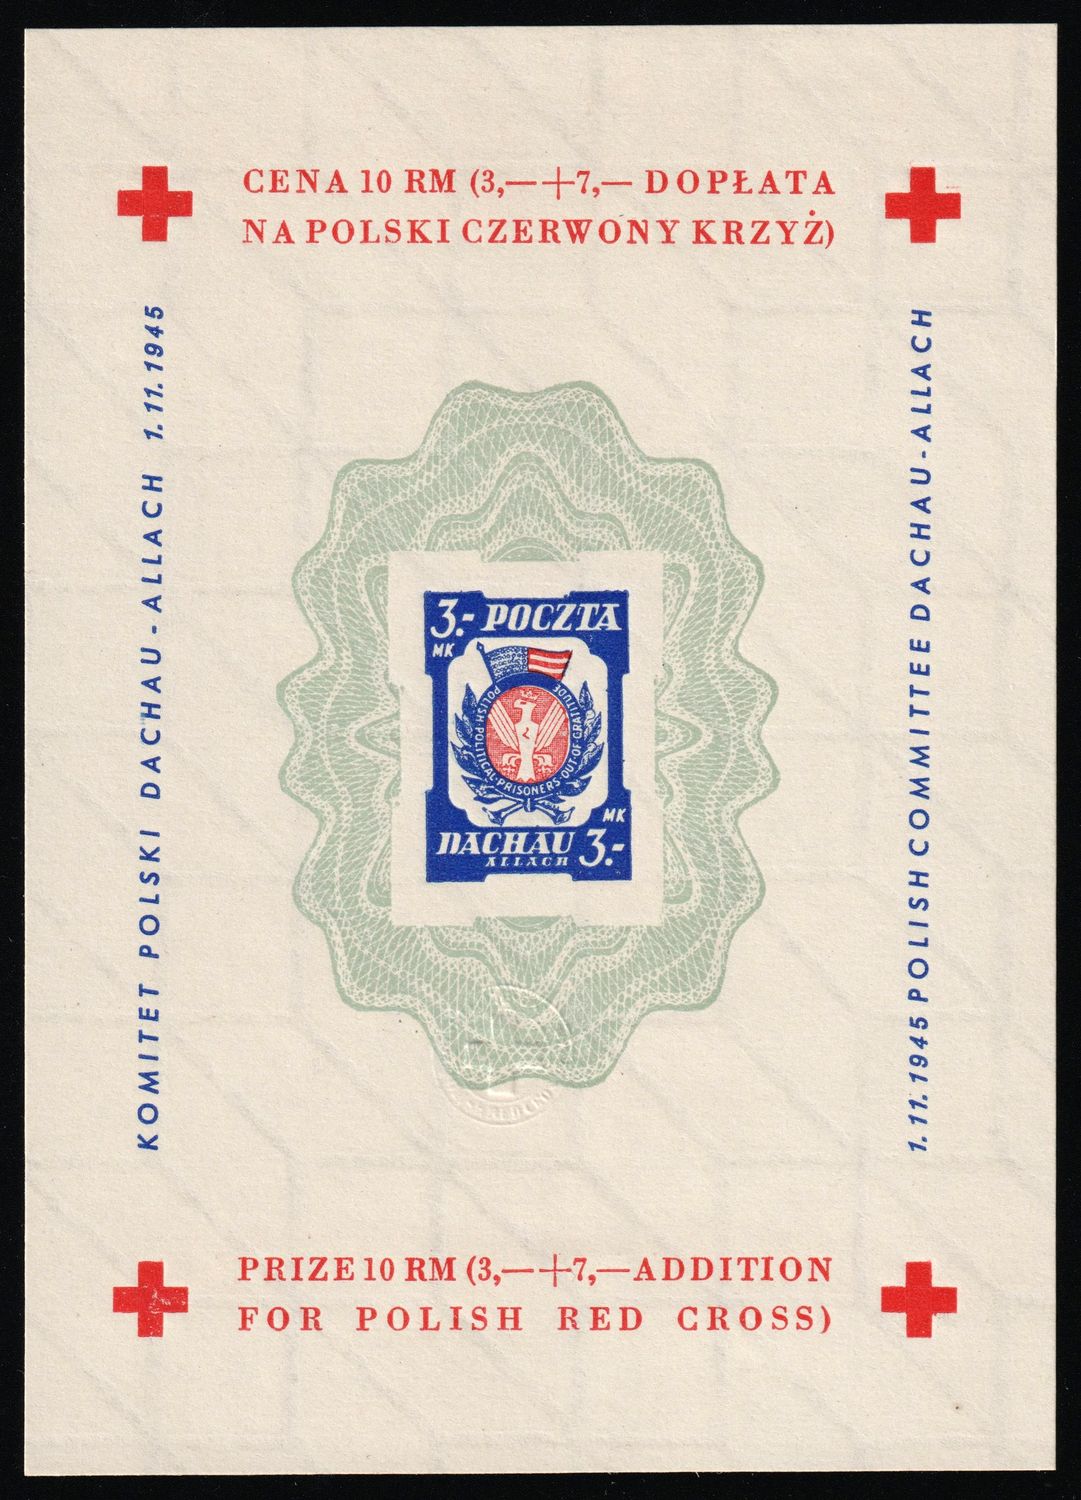 CENA 10 RM (3,—+7,— DOPŁATA
NA POLSKI CZERWONY KRZYŻ)
KOMITET POLSKI DACHAU-ALLACH 1.11.1945
1.11.1945 POLISH COMMITTEE DACHAU-ALLACH
3.- POCZTA
MK
POLISH·POLITICAL·PRISONERS·OUT·OF·GRATITUDE
MK
DACHAU 3.-
ALLACH
RED CRO
PRIZE 10 RM (3,—+7,—ADDITION
FOR POLISH RED CROSS)